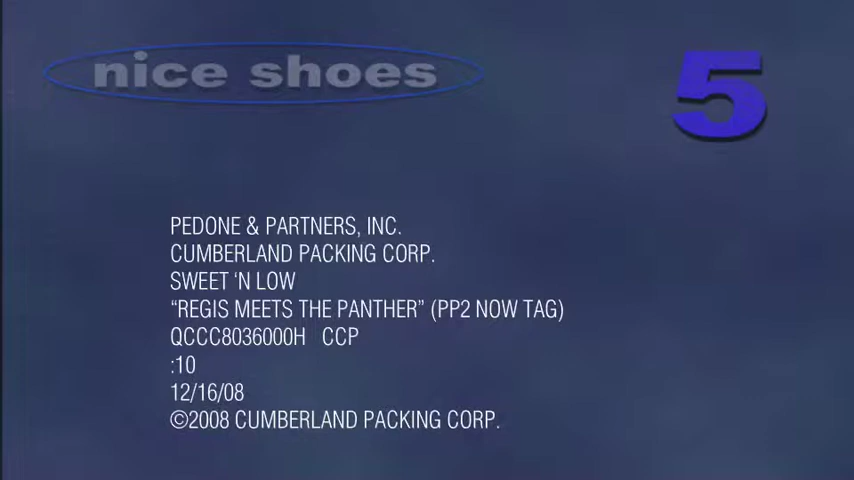 nice shoes
5
PEDONE & PARTNERS, INC.
CUMBERLAND PACKING CORP.
SWEET ‘N LOW
“REGIS MEETS THE PANTHER” (PP2 NOW TAG)
QCCC8036000H CCP
:10
12/16/08
©2008 CUMBERLAND PACKING CORP.